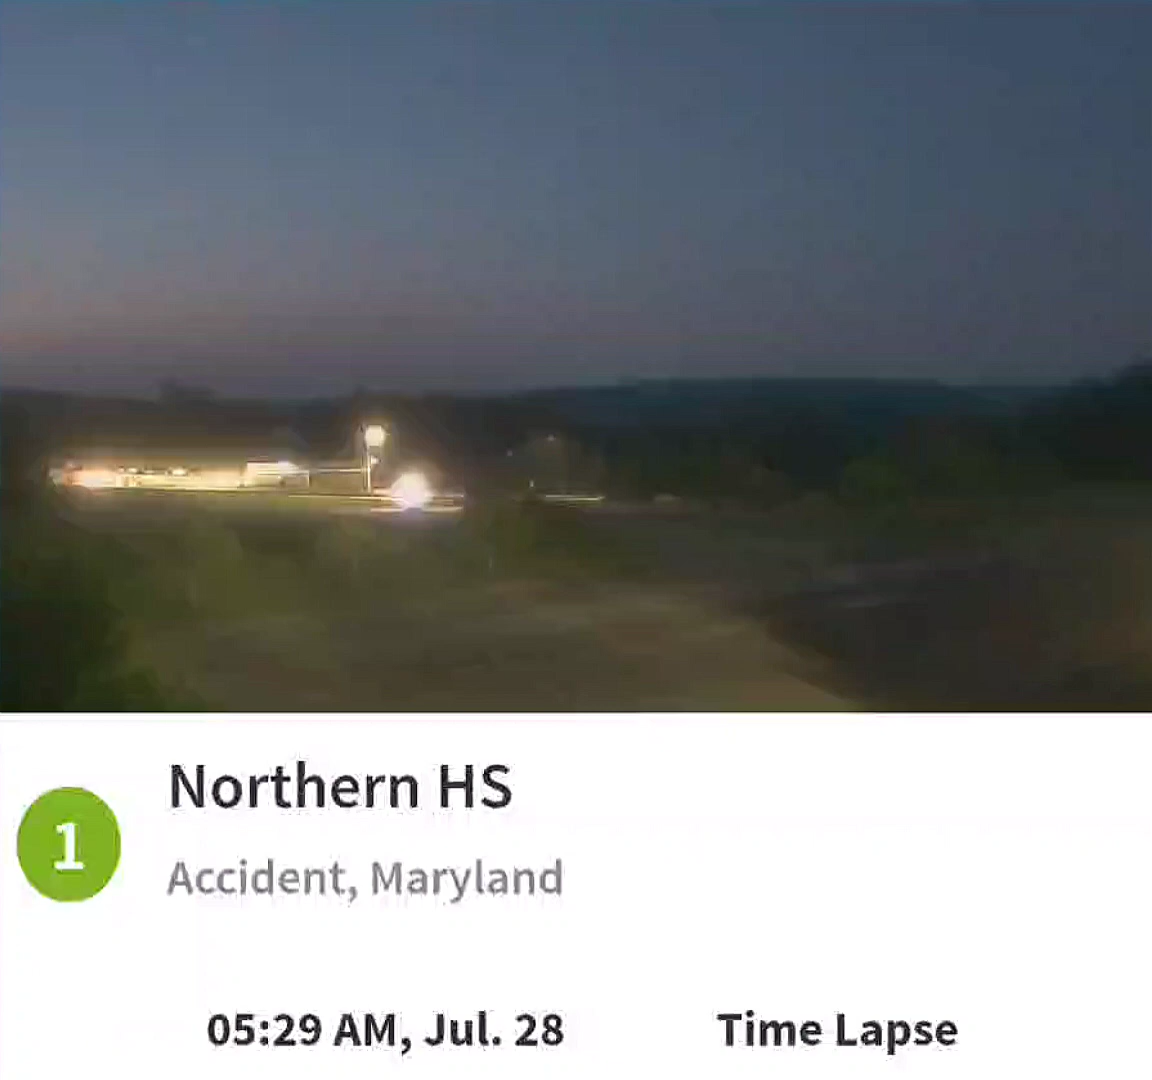 Northern HS
1
Accident, Maryland
05:29 AM, Jul. 28
Time Lapse